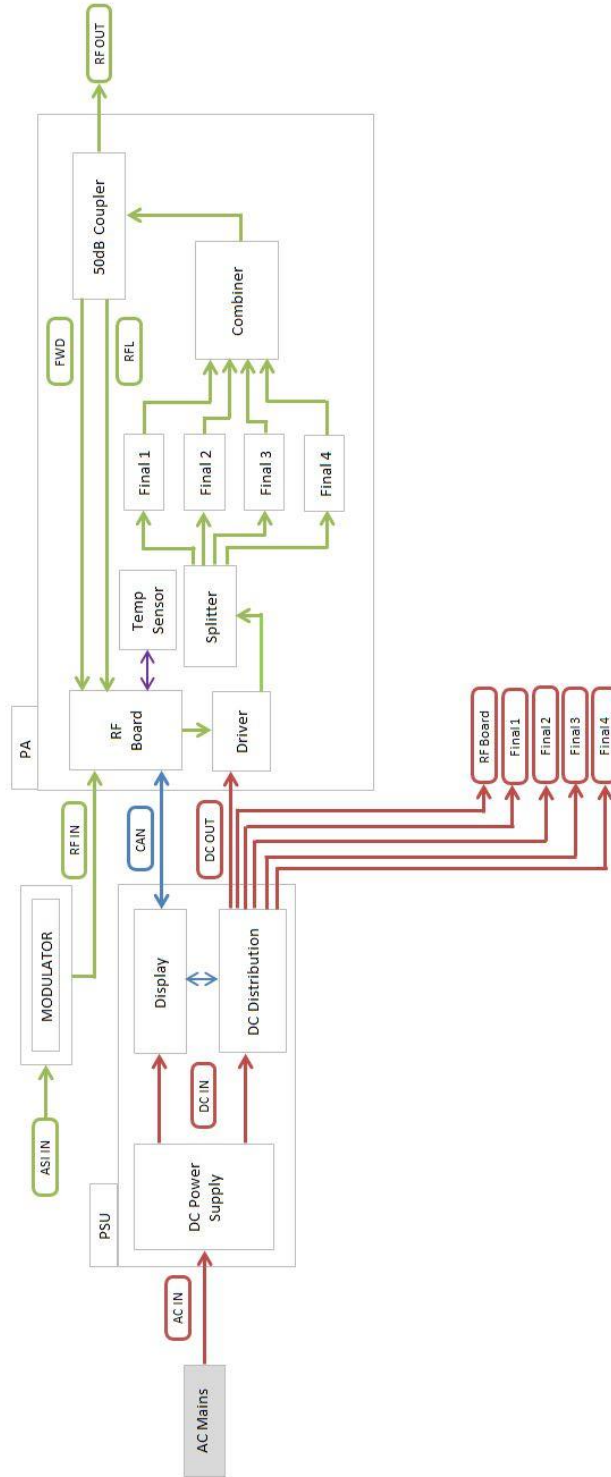 ASI IN
MODULATOR
RF IN
PA
FWD
RFL
50dB Coupler
RF OUT
RF
Board
Temp
Sensor
Driver
Splitter
Final 1
Final 2
Final 3
Final 4
Combiner
PSU
CAN
DC OUT
Display
DC Distribution
DC IN
DC Power
Supply
AC IN
AC Mains
RF Board
Final 1
Final 2
Final 3
Final 4